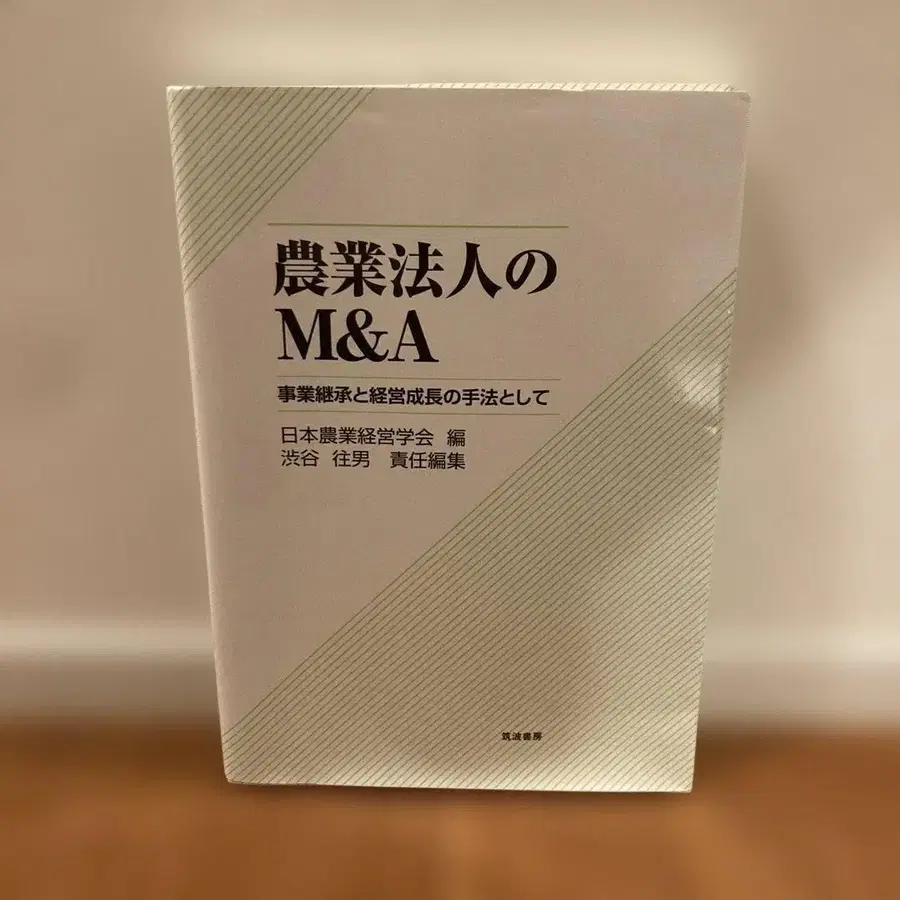 農業法人の
M&A
事業継承と経営成長の手法として
日本農業経営学会 編
渋谷 往男 責任編集
筑波書房